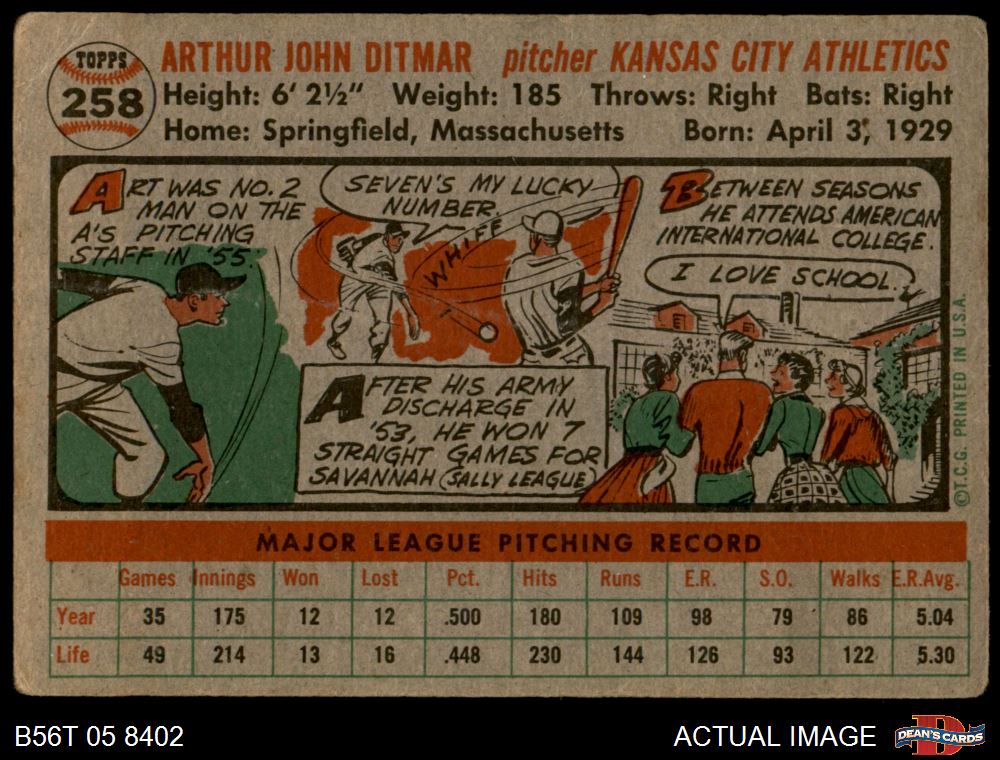 TOPPS
258
ARTHUR JOHN DITMAR pitcher KANSAS CITY ATHLETICS
Height: 6' 2½" Weight: 185 Throws: Right Bats: Right
Home: Springfield, Massachusetts Born: April 3, 1929
ART WAS NO. 2
MAN ON THE
A'S PITCHING
STAFF IN '55
SEVEN'S MY LUCKY
NUMBER
WHIFF
AFTER HIS ARMY
DISCHARGE IN
'53, HE WON 7
STRAIGHT GAMES FOR
SAVANNAH (SALLY LEAGUE)
BETWEEN SEASONS
HE ATTENDS AMERICAN
INTERNATIONAL COLLEGE.
I LOVE SCHOOL.
©T.C.G. PRINTED IN U.S.A.
MAJOR LEAGUE PITCHING RECORD
Games Innings Won Lost Pct. Hits Runs E.R. S.O. Walks E.R.Avg.
Year 35 175 12 12 .500 180 109 98 79 86 5.04
Life 49 214 13 16 .448 230 144 126 93 122 5.30
B56T 05 8402
ACTUAL IMAGE
DEAN'S CARDS